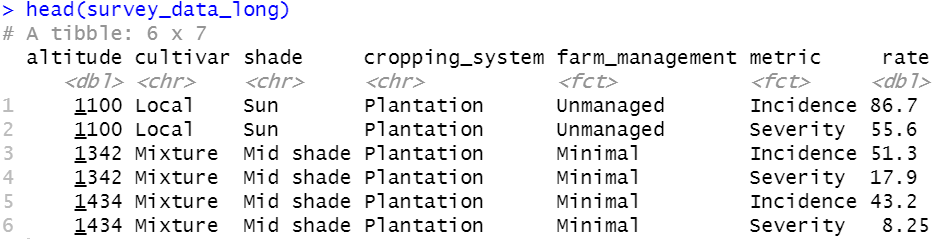 > head(survey_data_long)
# A tibble: 6 x 7
altitude cultivar shade cropping_system farm_management metric rate
<dbl> <chr> <chr> <chr> <fct> <fct> <dbl>
1 1100 Local Sun Plantation Unmanaged Incidence 86.7
2 1100 Local Sun Plantation Unmanaged Severity 55.6
3 1342 Mixture Mid shade Plantation Minimal Incidence 51.3
4 1342 Mixture Mid shade Plantation Minimal Severity 17.9
5 1434 Mixture Mid shade Plantation Minimal Incidence 43.2
6 1434 Mixture Mid shade Plantation Minimal Severity 8.25